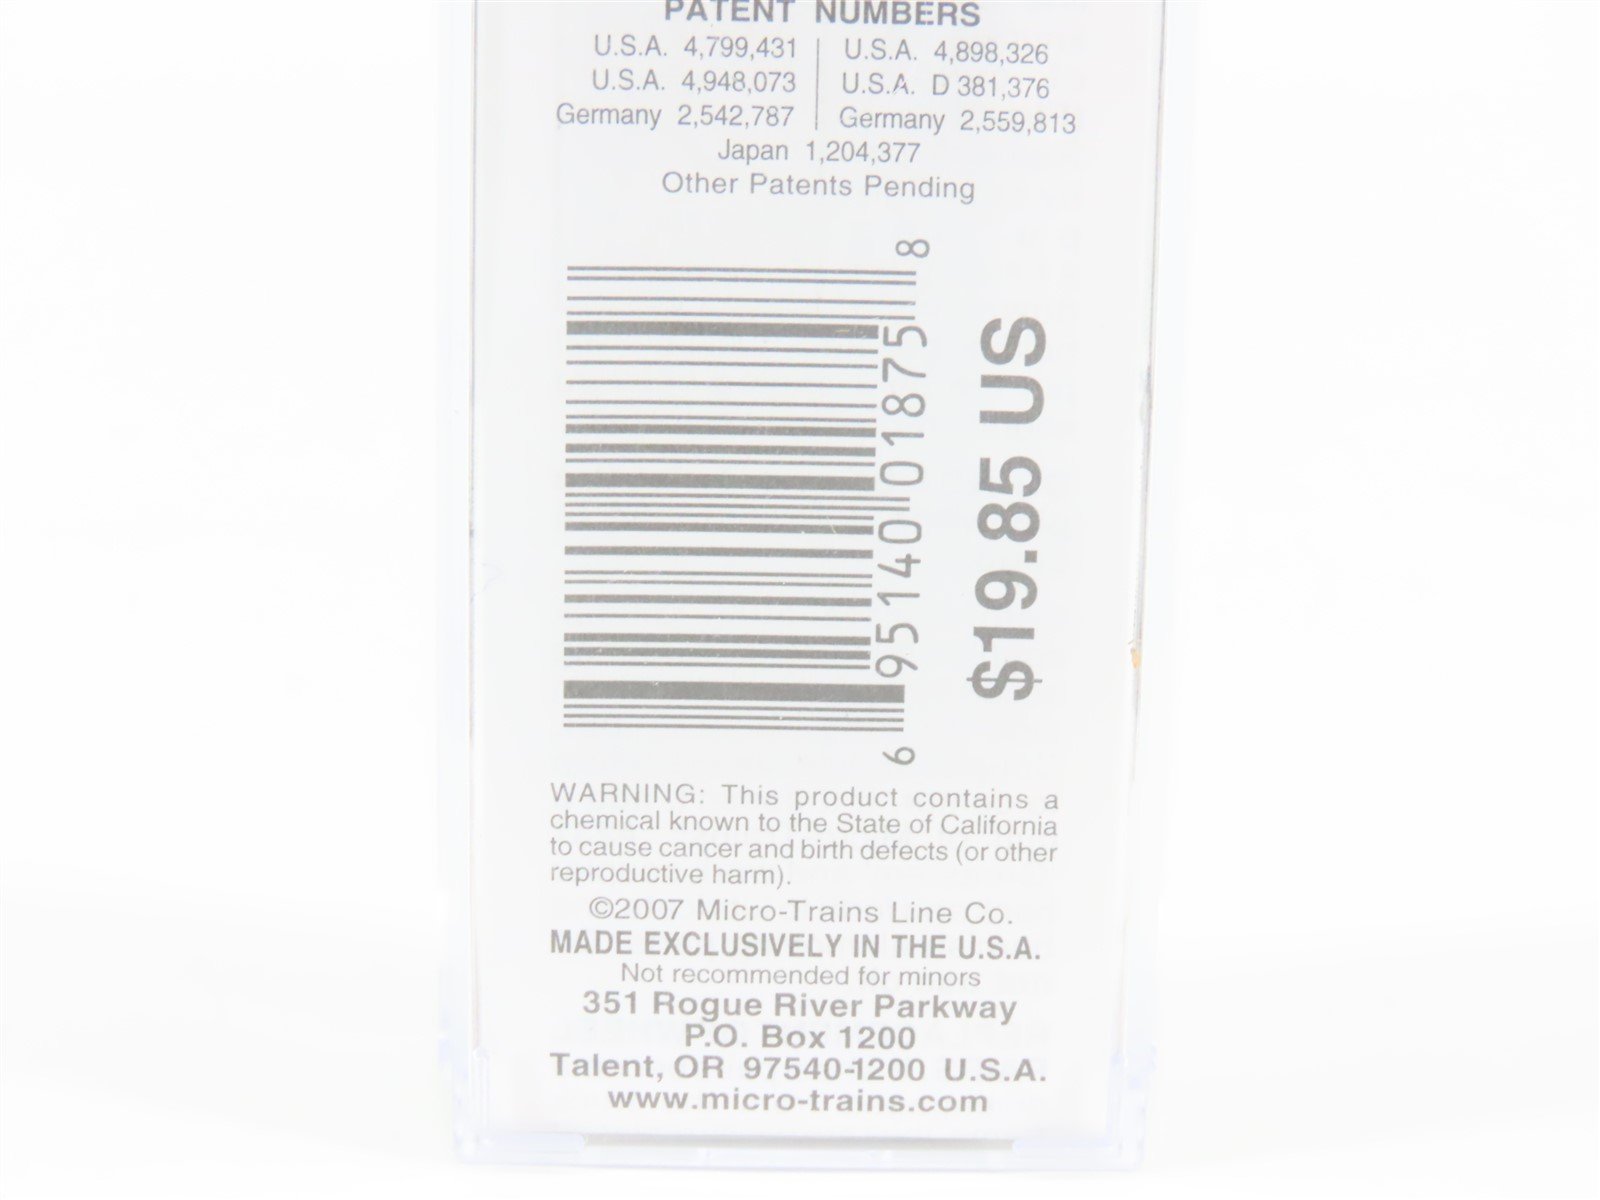 PATENT NUMBERS
U.S.A. 4,799,431 | U.S.A. 4,898,326
U.S.A. 4,948,073 | U.S.A. D 381,376
Germany 2,542,787 | Germany 2,559,813
Japan 1,204,377
Other Patents Pending
6 95140 01875 8
$19.85 US
WARNING: This product contains a
chemical known to the State of California
to cause cancer and birth defects (or other
reproductive harm).
©2007 Micro-Trains Line Co.
MADE EXCLUSIVELY IN THE U.S.A.
Not recommended for minors
351 Rogue River Parkway
P.O. Box 1200
Talent, OR 97540-1200 U.S.A.
www.micro-trains.com